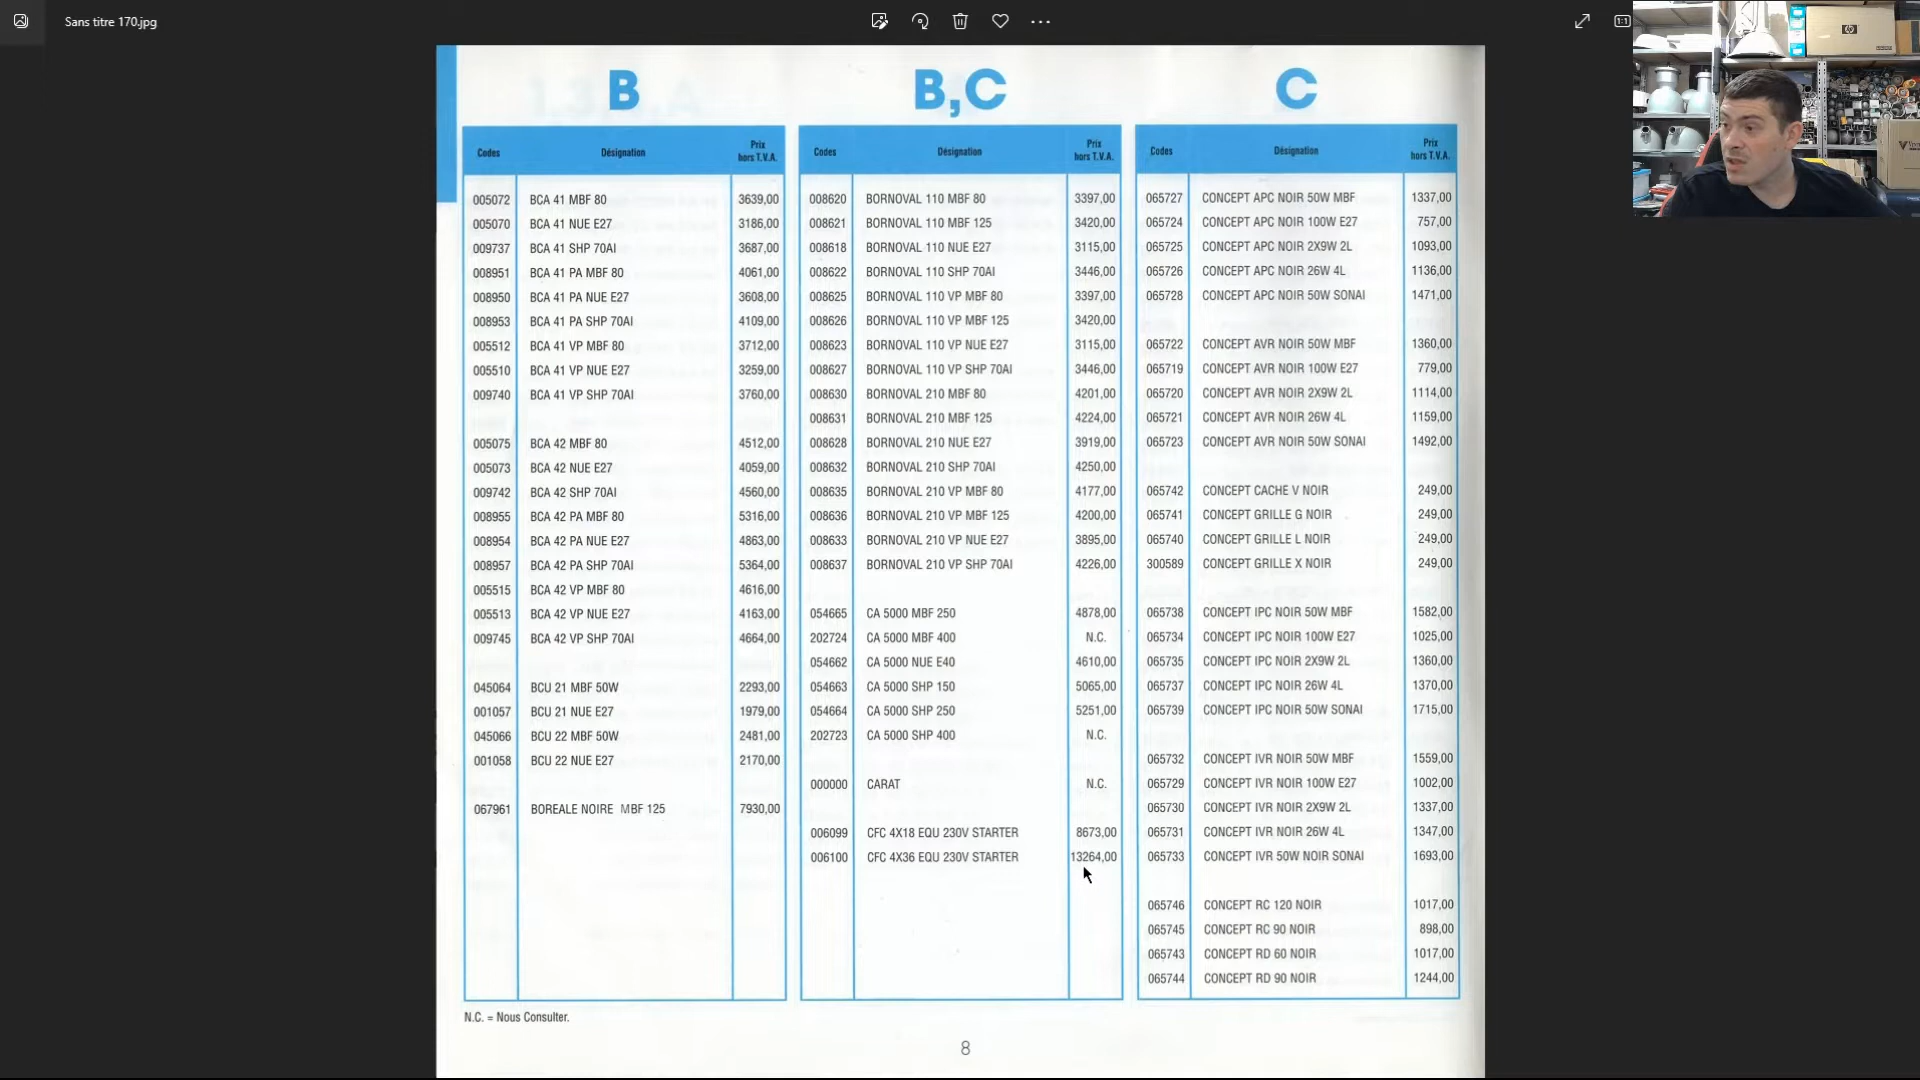 Sans titre 170.jpg
B
Codes Désignation Prix hors T.V.A.
005072 BCA 41 MBF 80 3639,00
005070 BCA 41 NUE E27 3186,00
009737 BCA 41 SHP 70AI 3687,00
008951 BCA 41 PA MBF 80 4061,00
008950 BCA 41 PA NUE E27 3608,00
008953 BCA 41 PA SHP 70AI 4109,00
005512 BCA 41 VP MBF 80 3712,00
005510 BCA 41 VP NUE E27 3259,00
009740 BCA 41 VP SHP 70AI 3760,00
005075 BCA 42 MBF 80 4512,00
005073 BCA 42 NUE E27 4059,00
009742 BCA 42 SHP 70AI 4560,00
008955 BCA 42 PA MBF 80 5316,00
008954 BCA 42 PA NUE E27 4863,00
008957 BCA 42 PA SHP 70AI 5364,00
005515 BCA 42 VP MBF 80 4616,00
005513 BCA 42 VP NUE E27 4163,00
009745 BCA 42 VP SHP 70AI 4664,00
045064 BCU 21 MBF 50W 2293,00
001057 BCU 21 NUE E27 1979,00
045066 BCU 22 MBF 50W 2481,00
001058 BCU 22 NUE E27 2170,00
067961 BOREALE NOIRE MBF 125 7930,00
B,C
Codes Désignation Prix hors T.V.A.
008620 BORNOVAL 110 MBF 80 3397,00
008621 BORNOVAL 110 MBF 125 3420,00
008618 BORNOVAL 110 NUE E27 3115,00
008622 BORNOVAL 110 SHP 70AI 3446,00
008625 BORNOVAL 110 VP MBF 80 3397,00
008626 BORNOVAL 110 VP MBF 125 3420,00
008623 BORNOVAL 110 VP NUE E27 3115,00
008627 BORNOVAL 110 VP SHP 70AI 3446,00
008630 BORNOVAL 210 MBF 80 4201,00
008631 BORNOVAL 210 MBF 125 4224,00
008628 BORNOVAL 210 NUE E27 3919,00
008632 BORNOVAL 210 SHP 70AI 4250,00
008635 BORNOVAL 210 VP MBF 80 4177,00
008636 BORNOVAL 210 VP MBF 125 4200,00
008633 BORNOVAL 210 VP NUE E27 3895,00
008637 BORNOVAL 210 VP SHP 70AI 4226,00
054665 CA 5000 MBF 250 4878,00
202724 CA 5000 MBF 400 N.C.
054662 CA 5000 NUE E40 4610,00
054663 CA 5000 SHP 150 5065,00
054664 CA 5000 SHP 250 5251,00
202723 CA 5000 SHP 400 N.C.
000000 CARAT N.C.
006099 CFC 4X18 EQU 230V STARTER 8673,00
006100 CFC 4X36 EQU 230V STARTER 13264,00
C
Codes Désignation Prix hors T.V.A.
065727 CONCEPT APC NOIR 50W MBF 1337,00
065724 CONCEPT APC NOIR 100W E27 757,00
065725 CONCEPT APC NOIR 2X9W 2L 1093,00
065726 CONCEPT APC NOIR 26W 4L 1136,00
065728 CONCEPT APC NOIR 50W SONAI 1471,00
065722 CONCEPT AVR NOIR 50W MBF 1360,00
065719 CONCEPT AVR NOIR 100W E27 779,00
065720 CONCEPT AVR NOIR 2X9W 2L 1114,00
065721 CONCEPT AVR NOIR 26W 4L 1159,00
065723 CONCEPT AVR NOIR 50W SONAI 1492,00
065742 CONCEPT CACHE V NOIR 249,00
065741 CONCEPT GRILLE G NOIR 249,00
065740 CONCEPT GRILLE L NOIR 249,00
300589 CONCEPT GRILLE X NOIR 249,00
065738 CONCEPT IPC NOIR 50W MBF 1582,00
065734 CONCEPT IPC NOIR 100W E27 1025,00
065735 CONCEPT IPC NOIR 2X9W 2L 1360,00
065737 CONCEPT IPC NOIR 26W 4L 1370,00
065739 CONCEPT IPC NOIR 50W SONAI 1715,00
065732 CONCEPT IVR NOIR 50W MBF 1559,00
065729 CONCEPT IVR NOIR 100W E27 1002,00
065730 CONCEPT IVR NOIR 2X9W 2L 1337,00
065731 CONCEPT IVR NOIR 26W 4L 1347,00
065733 CONCEPT IVR 50W NOIR SONAI 1693,00
065746 CONCEPT RC 120 NOIR 1017,00
065745 CONCEPT RC 90 NOIR 898,00
065743 CONCEPT RD 60 NOIR 1017,00
065744 CONCEPT RD 90 NOIR 1244,00
N.C. = Nous Consulter.
8
1:1
hp